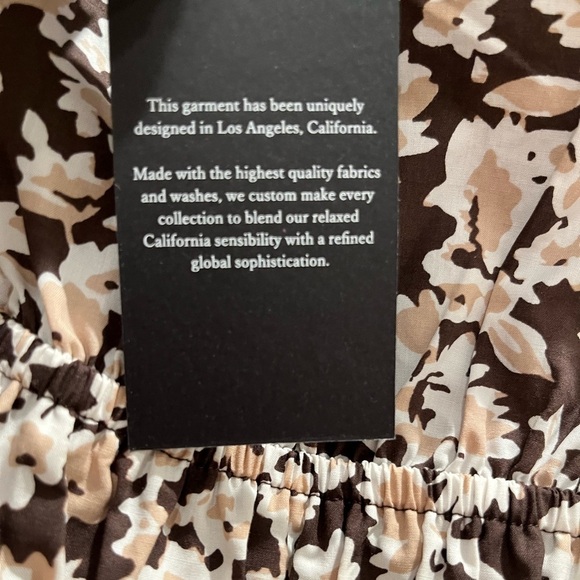 This garment has been uniquely
designed in Los Angeles, California.
Made with the highest quality fabrics
and washes, we custom make every
collection to blend our relaxed
California sensibility with a refined
global sophistication.